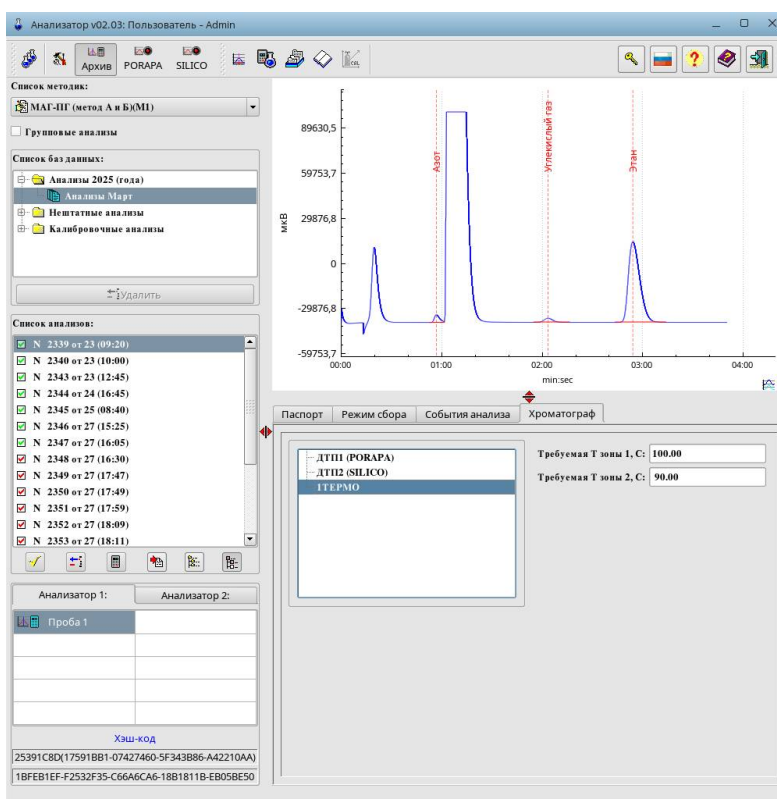 Анализатор v02.03: Пользователь – Admin
Архив PORAPA SILICO
CAL
Список методик:
МАГ-ПГ (метод А и Б)(М1)
Групповые анализы
Список баз данных:
Анализы 2025 (года)
Анализы Март
Нештатные анализы
Калибровочные анализы
Удалить
Список анализов:
N 2339 от 23 (09:20)
N 2340 от 23 (10:00)
N 2343 от 23 (12:45)
N 2344 от 24 (16:45)
N 2345 от 25 (08:40)
N 2346 от 27 (15:25)
N 2347 от 27 (16:05)
N 2348 от 27 (16:30)
N 2349 от 27 (17:47)
N 2350 от 27 (17:49)
N 2351 от 27 (17:59)
N 2352 от 27 (18:09)
N 2353 от 27 (18:11)
Анализатор 1: Анализатор 2:
Проба 1
Хэш-код
25391C8D(17591BB1-07427460-5F343B86-A42210AA)
1BFEB1EF-F2532F35-C66A6CA6-18B1811B-EB05BE50
мкВ
89630,5
59753,7
29876,8
0
-29876,8
-59753,7
Азот
Углекислый газ
Этан
00:00 01:00 02:00 03:00 04:00
min:sec
Паспорт Режим сбора События анализа Хроматограф
ДТП1 (PORAPA)
ДТП2 (SILICO)
1ТЕРМО
Требуемая Т зоны 1, С: 100.00
Требуемая Т зоны 2, С: 90.00